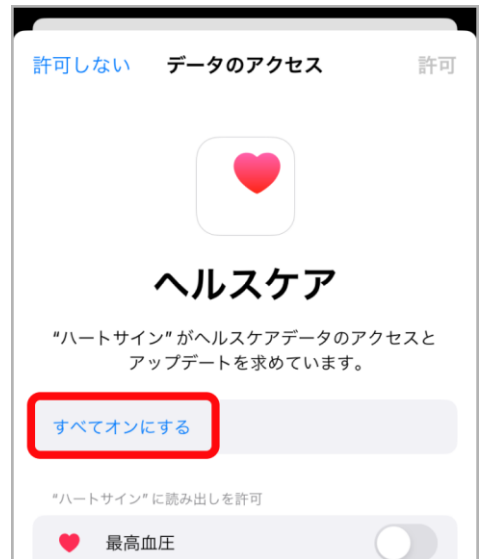 許可しない データのアクセス 許可
ヘルスケア
"ハートサイン" がヘルスケアデータのアクセスと
アップデートを求めています。
すべてオンにする
"ハートサイン" に読み出しを許可
最高血圧